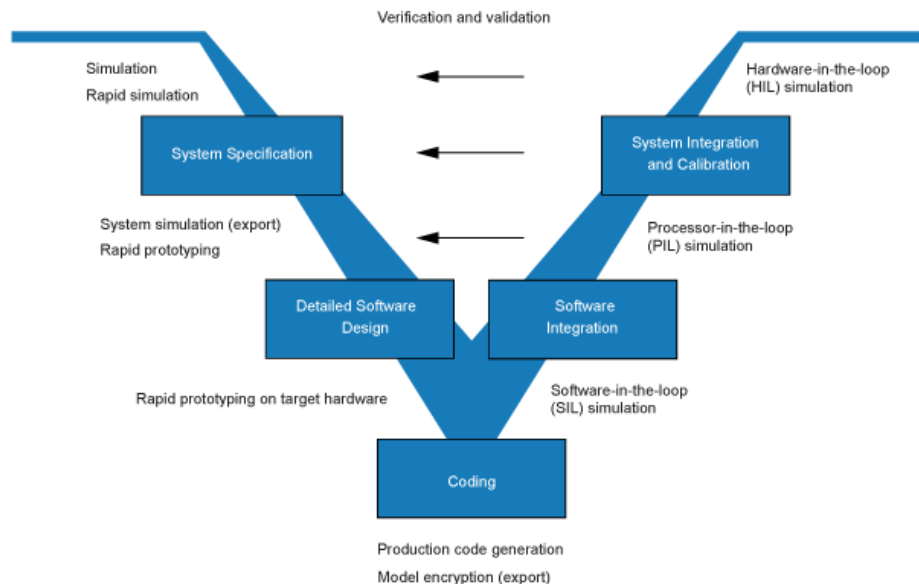 Verification and validation
Simulation
Rapid simulation
Hardware-in-the-loop
(HIL) simulation
System Specification
System Integration
and Calibration
System simulation (export)
Rapid prototyping
Processor-in-the-loop
(PIL) simulation
Detailed Software
Design
Software
Integration
Rapid prototyping on target hardware
Software-in-the-loop
(SIL) simulation
Coding
Production code generation
Model encryption (export)